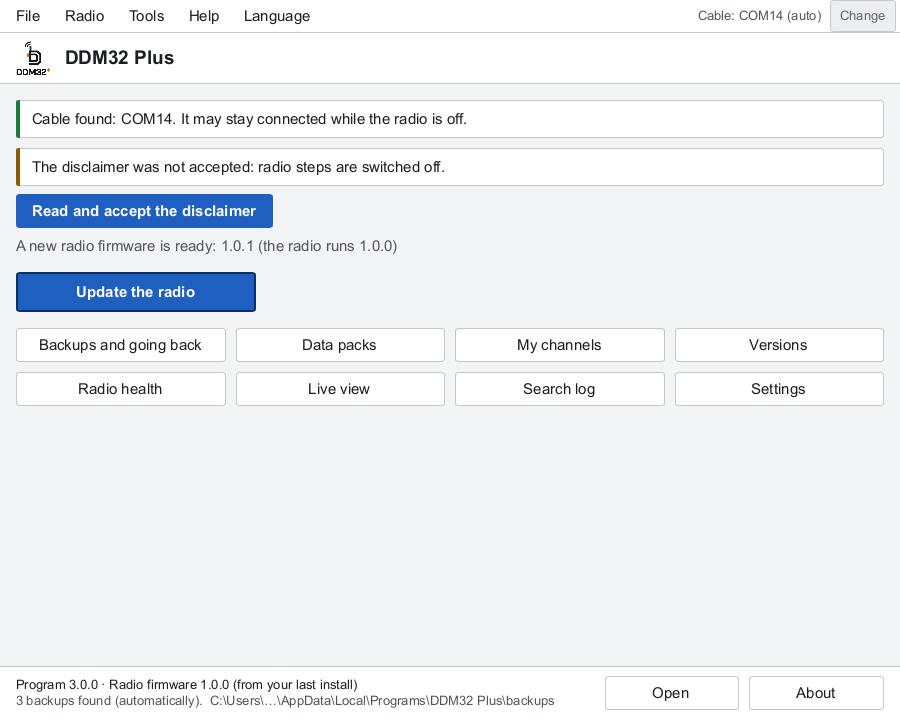 File Radio Tools Help Language Cable: COM14 (auto) Change
DDM32+ DDM32 Plus
Cable found: COM14. It may stay connected while the radio is off.
The disclaimer was not accepted: radio steps are switched off.
Read and accept the disclaimer
A new radio firmware is ready: 1.0.1 (the radio runs 1.0.0)
Update the radio
Backups and going back Data packs My channels Versions
Radio health Live view Search log Settings
Program 3.0.0 · Radio firmware 1.0.0 (from your last install)
3 backups found (automatically). C:\Users\…\AppData\Local\Programs\DDM32 Plus\backups
Open About